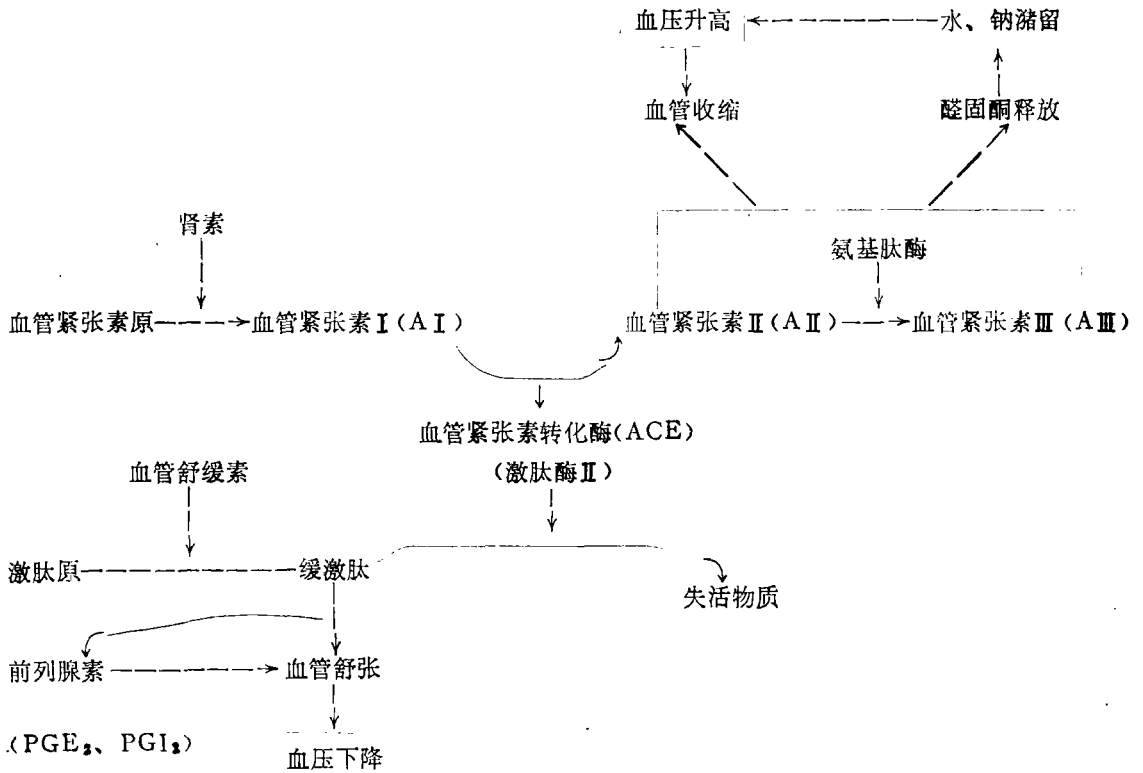 血压升高 水、钠潴留
血管收缩 醛固酮释放
肾素
氨基肽酶
血管紧张素原 血管紧张素Ⅰ(AⅠ) 血管紧张素Ⅱ(AⅡ) 血管紧张素Ⅲ(AⅢ)
血管紧张素转化酶(ACE)
血管舒缓素 (激肽酶Ⅱ)
激肽原 缓激肽
失活物质
前列腺素 血管舒张
(PGE₂、PGI₂) 血压下降